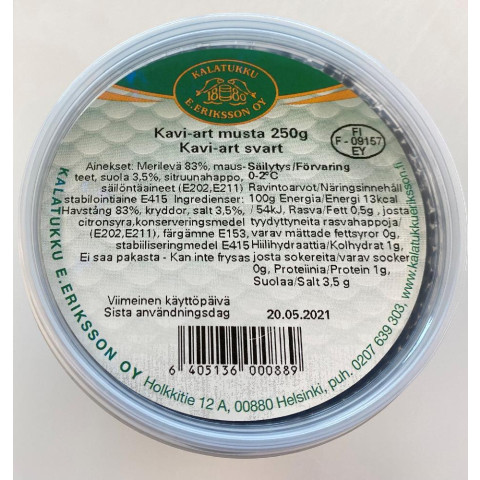 KALATUKKU
1880
E.ERIKSSON OY
Kavi-art musta 250g
Kavi-art svart
FI
F - 09157
EY
Ainekset: Merilevä 83%, maus-
teet, suola 3,5%, sitruunahappo,
säilöntäaineet (E202,E211)
stabilointiaine E415 Ingredienser:
Havstång 83%, kryddor, salt 3,5%,
citronsyra,konserveringsmedel
(E202,E211), färgämne E153,
stabiiliseringmedel E415
Ei saa pakasta - Kan inte frysas
Säilytys/Förvaring
0-2°C
Ravintoarvot/Näringsinnehåll
100g Energia/Energi 13kcal
/ 54kJ, Rasva/Fett 0,5g , josta
tyydyttyneita rasvahappoja/
varav mättade fettsyror 0g,
Hiilihydraattia/Kolhydrat 1g,
josta sokereita/varav socker
0g, Proteiinia/Protein 1g,
Suolaa/Salt 3,5 g
Viimeinen käyttöpäivä
Sista användningsdag
20.05.2021
6 405136 000889
KALATUKKU E.ERIKSSON OY
Holkkitie 12 A, 00880 Helsinki, puh. 0207 639 303,
www.kalatukkueriksson.fi